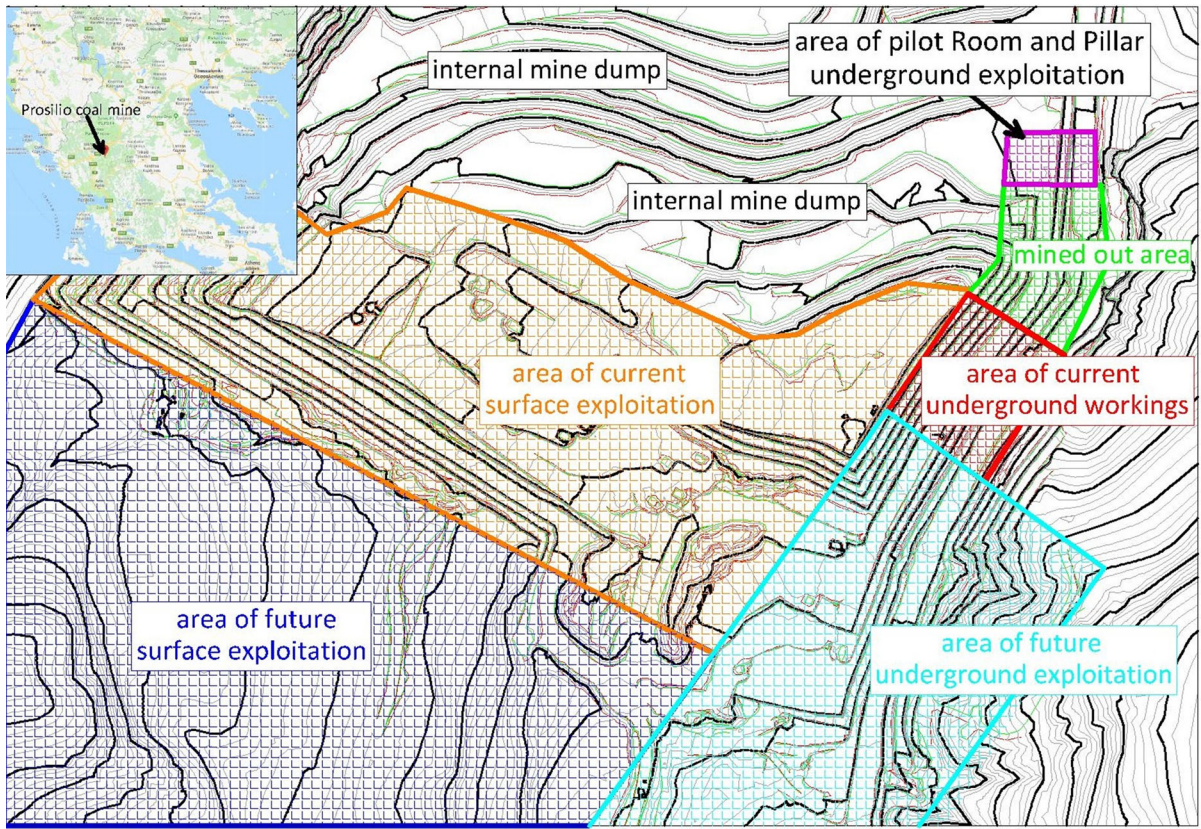 Prosilio coal mine
internal mine dump
area of pilot Room and Pillar
underground exploitation
internal mine dump
mined out area
area of current
surface exploitation
area of current
underground workings
area of future
surface exploitation
area of future
underground exploitation